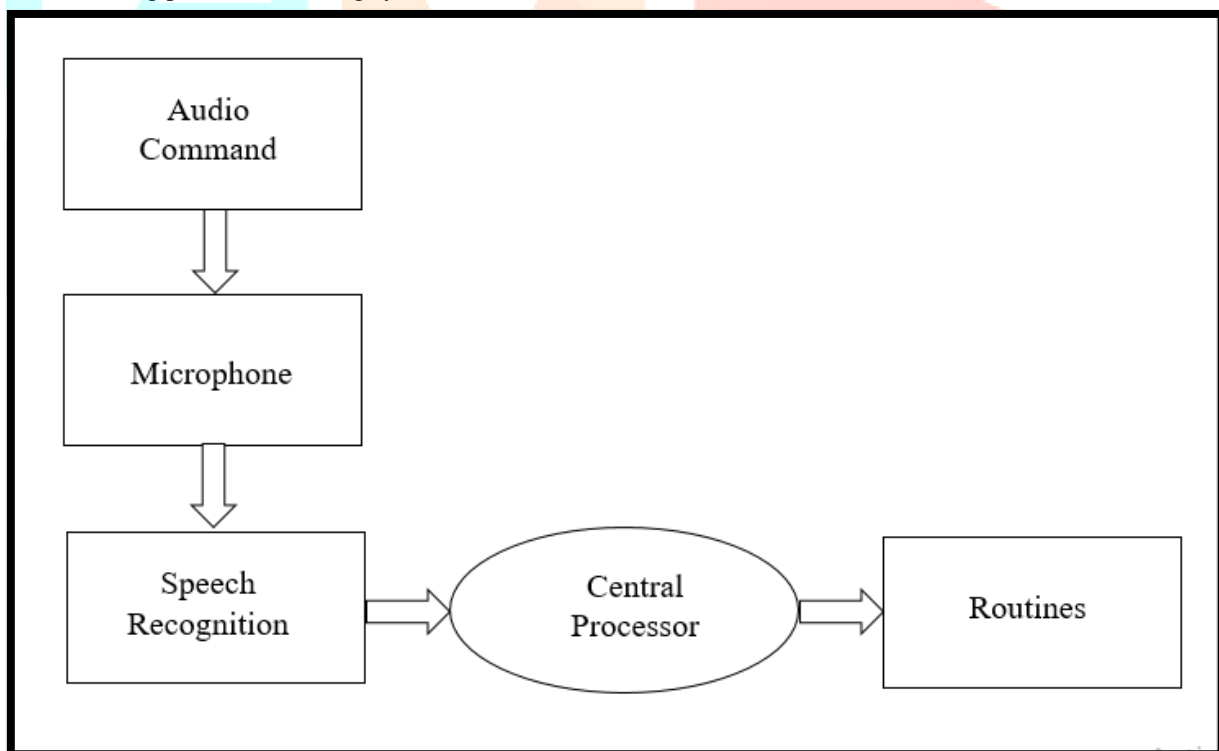 Audio
Command
Microphone
Speech
Recognition
Central
Processor
Routines